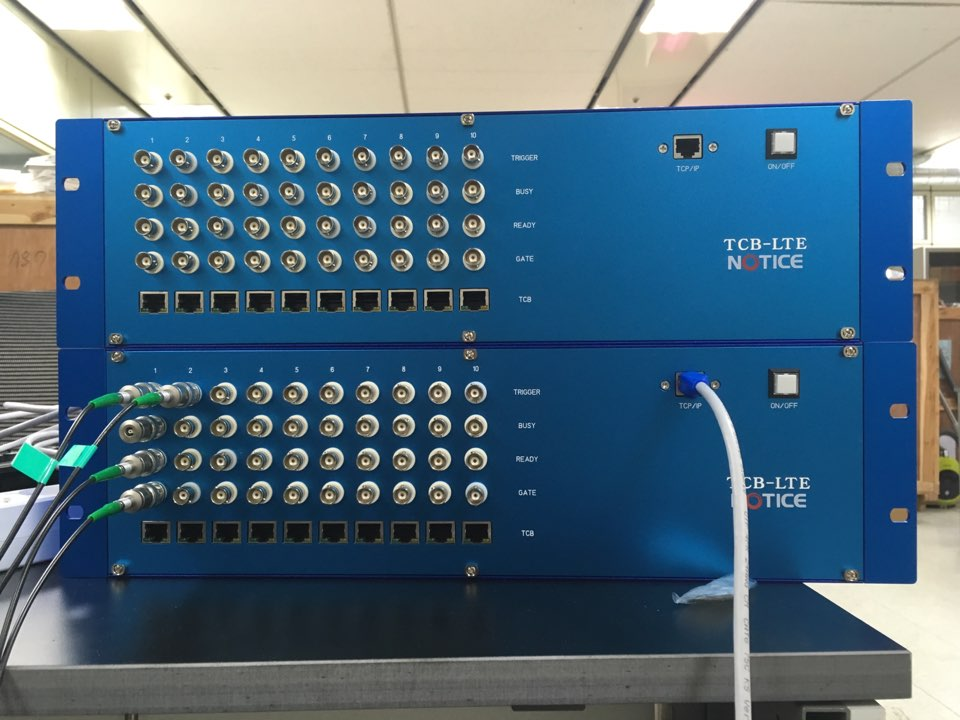 1 2 3 4 5 6 7 8 9 10
TRIGGER
BUSY
READY
GATE
TCB
TCP/IP
ON/OFF
TCB-LTE
NOTICE
1 2 3 4 5 6 7 8 9 10
TRIGGER
BUSY
READY
GATE
TCB
TCP/IP
ON/OFF
TCB-LTE
NOTICE